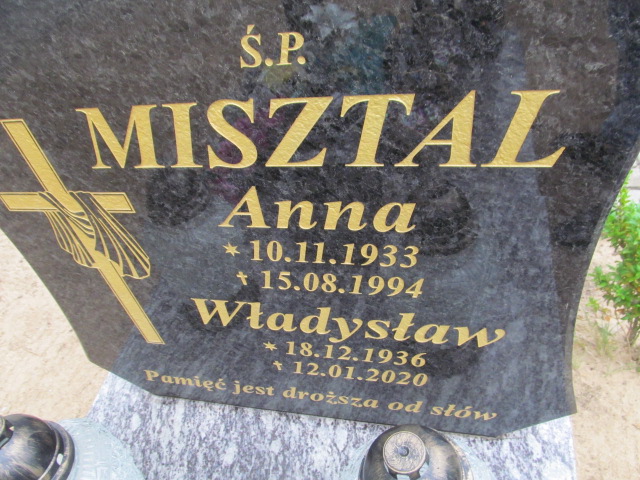 Ś.P.
MISZTAL
Anna
* 10.11.1933
✝ 15.08.1994
Władysław
* 18.12.1936
✝ 12.01.2020
Pamięć jest droższa od słów